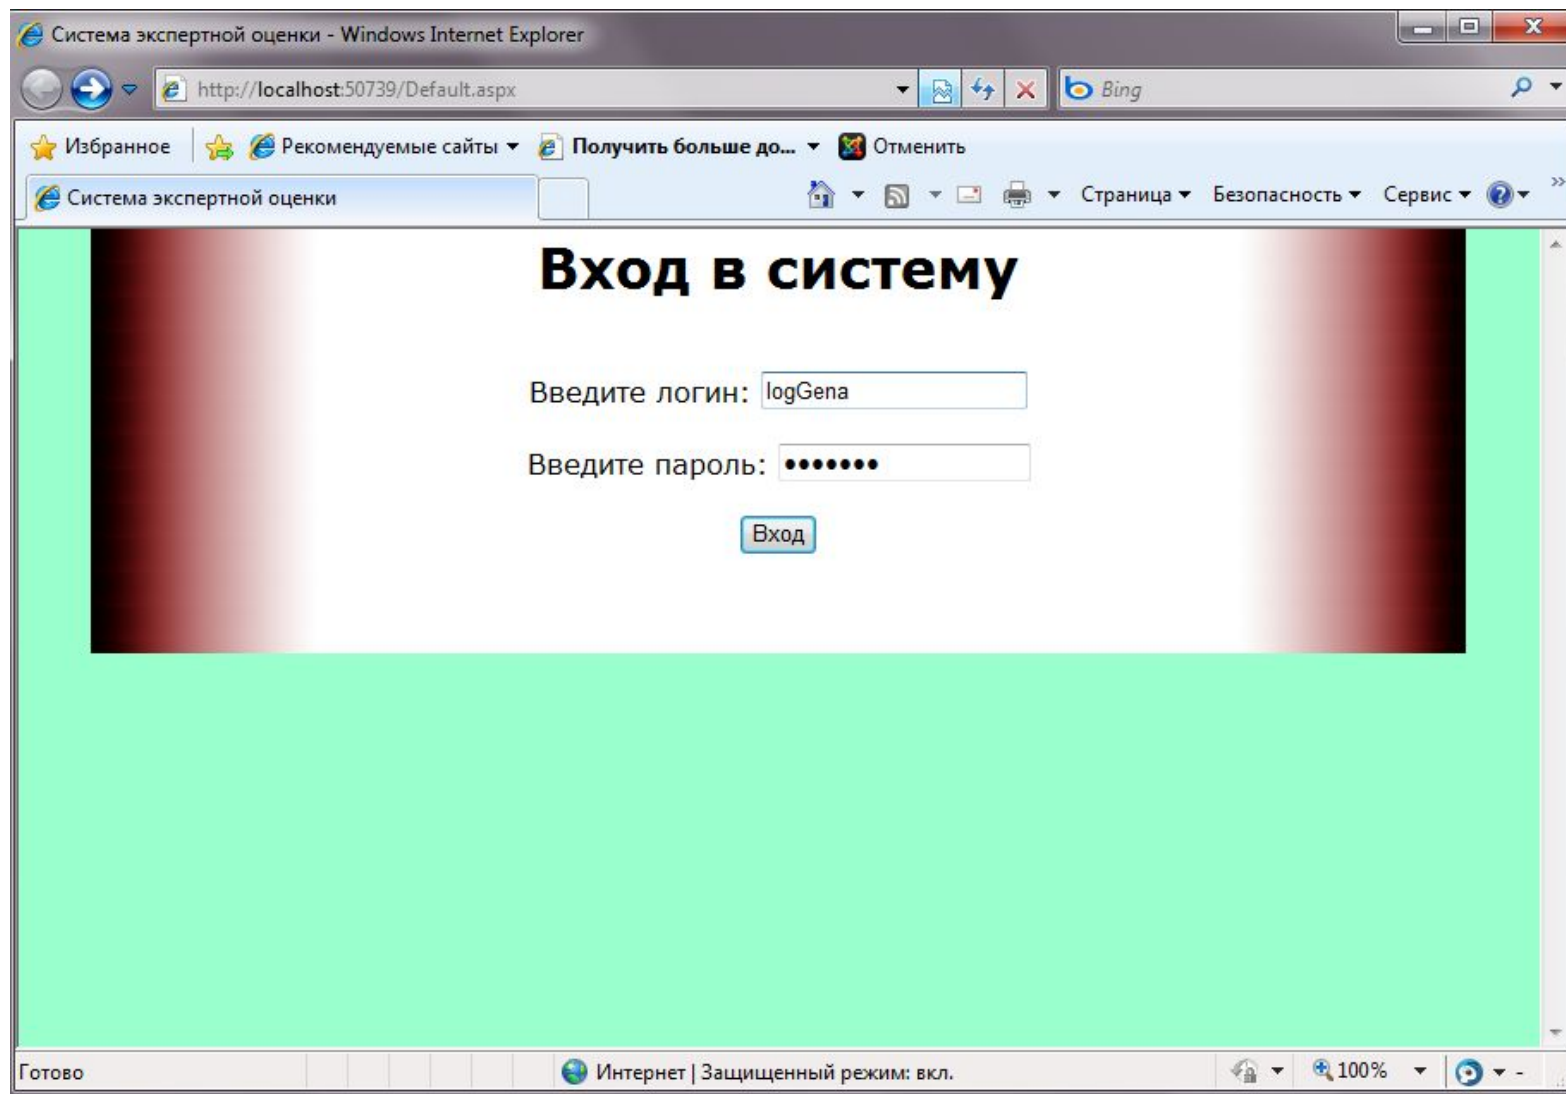 Система экспертной оценки - Windows Internet Explorer
http://localhost:50739/Default.aspx
Bing
Избранное Рекомендуемые сайты Получить больше до... Отменить
Система экспертной оценки Страница Безопасность Сервис
Вход в систему
Введите логин: logGena
Введите пароль: •••••••
Вход
Готово Интернет | Защищенный режим: вкл. 100%